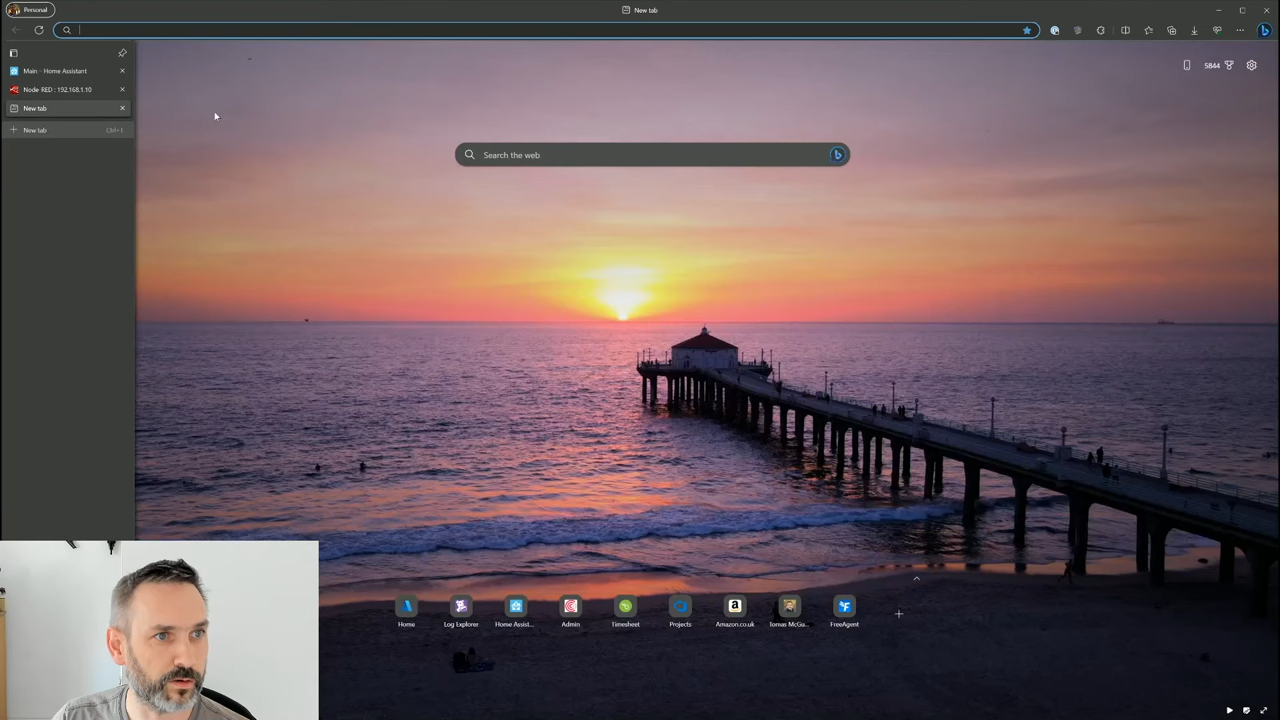 Personal
New tab
Main – Home Assistant
Node-RED : 192.168.1.10
New tab
New tab Ctrl+T
5844
Search the web
Home
Log Explorer
Home Assist...
Admin
Timesheet
Projects
Amazon.co.uk
Tomas McGu...
FreeAgent